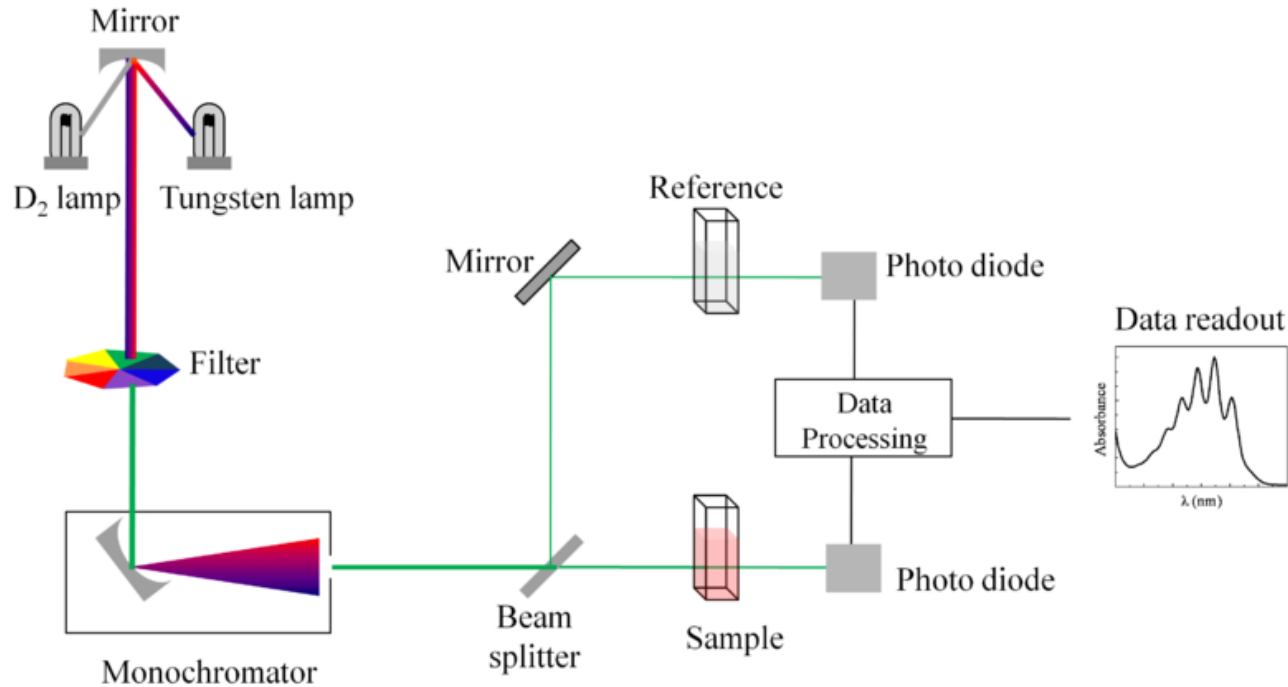 Mirror
D₂ lamp
Tungsten lamp
Filter
Monochromator
Mirror
Beam
splitter
Reference
Sample
Photo diode
Data
Processing
Photo diode
Data readout
Absorbance
λ (nm)